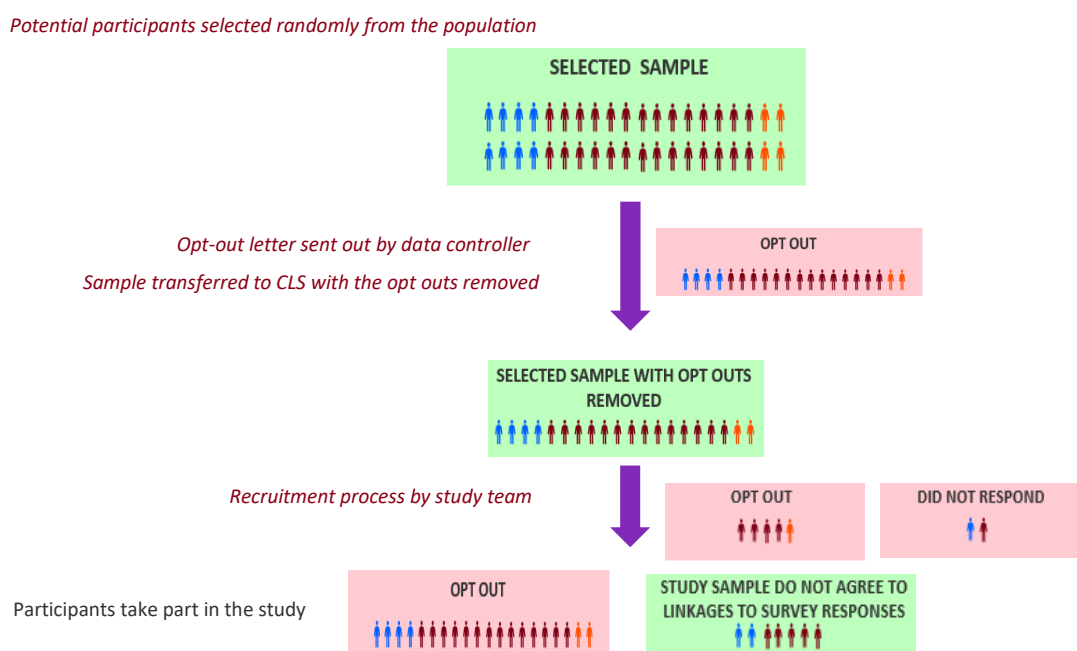 Potential participants selected randomly from the population
SELECTED SAMPLE
Opt-out letter sent out by data controller
Sample transferred to CLS with the opt outs removed
OPT OUT
SELECTED SAMPLE WITH OPT OUTS
REMOVED
Recruitment process by study team
OPT OUT
DID NOT RESPOND
Participants take part in the study
OPT OUT
STUDY SAMPLE DO NOT AGREE TO
LINKAGES TO SURVEY RESPONSES